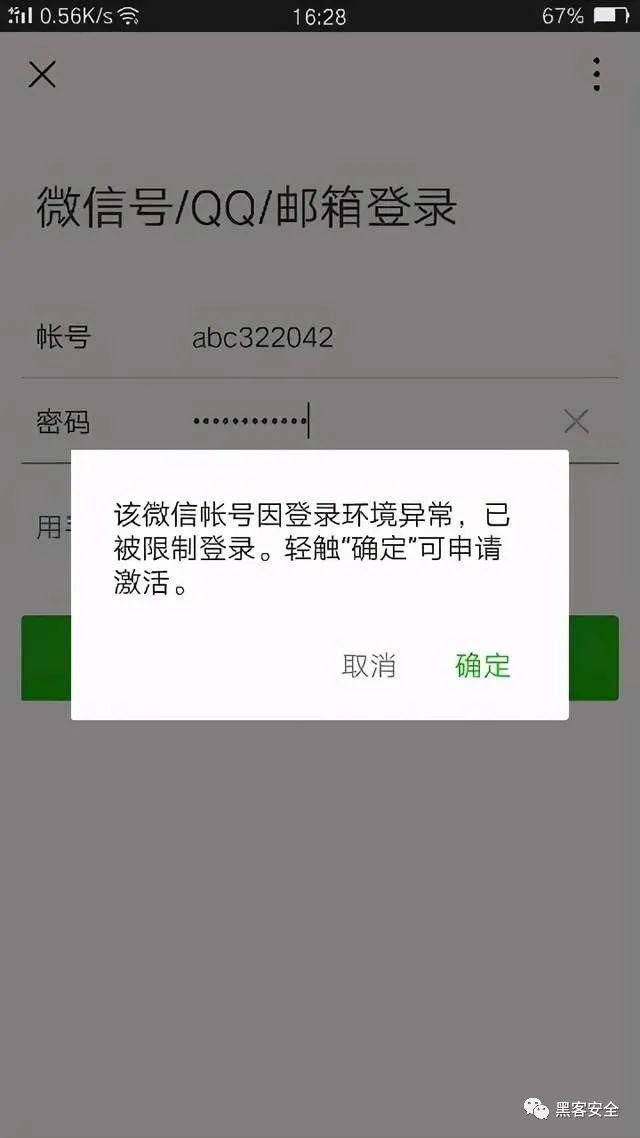 0.56K/s
16:28
67%
微信号/QQ/邮箱登录
帐号 abc322042
密码 ••••••••••••
用
该微信帐号因登录环境异常，已
被限制登录。轻触“确定”可申请
激活。
取消 确定
黑客安全